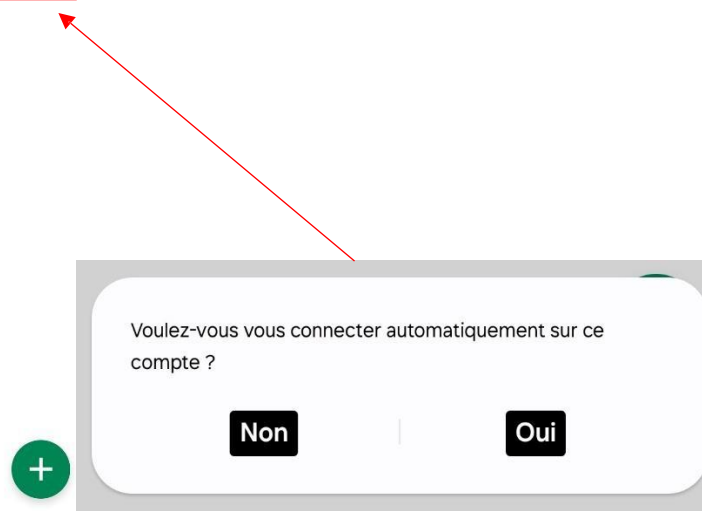 Voulez-vous vous connecter automatiquement sur ce
compte ?
Non
Oui